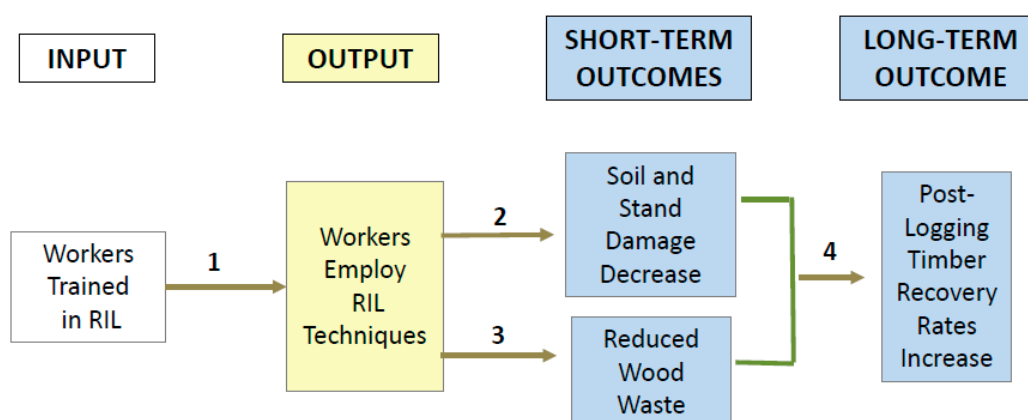 INPUT
OUTPUT
SHORT-TERM
OUTCOMES
LONG-TERM
OUTCOME
Workers
Trained
in RIL
1
Workers
Employ
RIL
Techniques
2
3
Soil and
Stand
Damage
Decrease
Reduced
Wood
Waste
4
Post-
Logging
Timber
Recovery
Rates
Increase